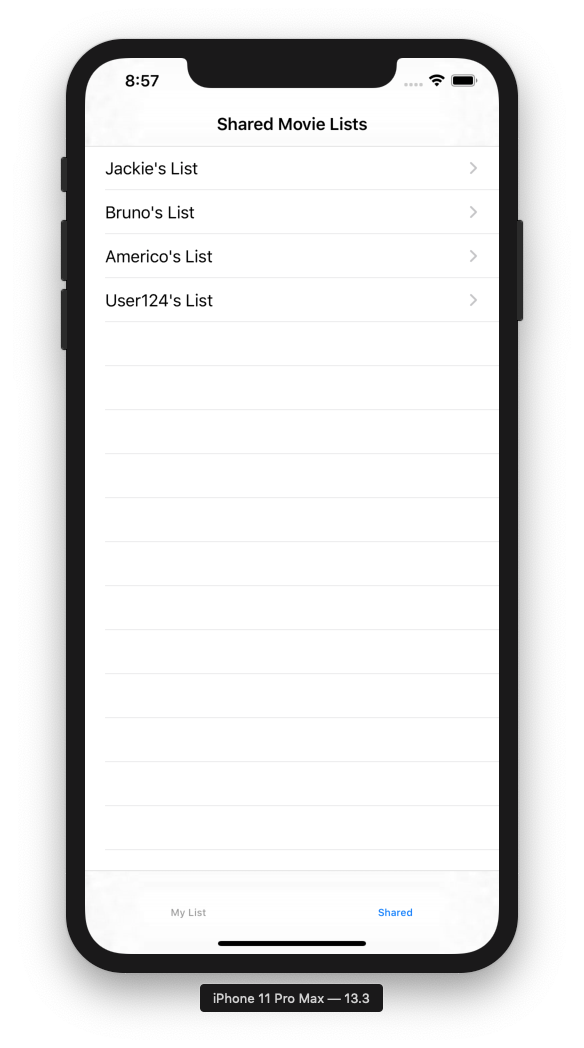 8:57
Shared Movie Lists
Jackie's List
Bruno's List
Americo's List
User124's List
My List
Shared
iPhone 11 Pro Max — 13.3